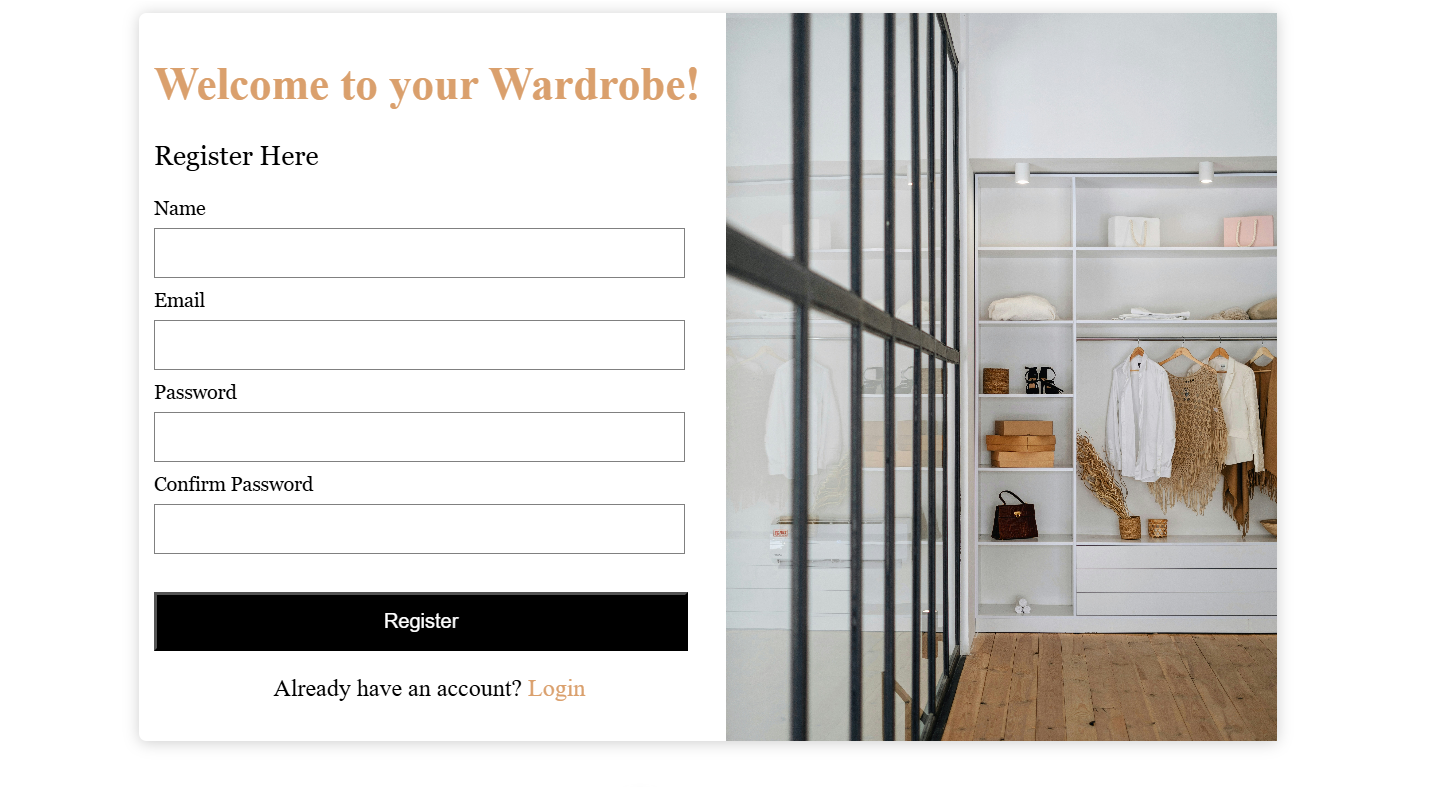 Welcome to your Wardrobe!
Register Here
Name
Email
Password
Confirm Password
Register
Already have an account? Login